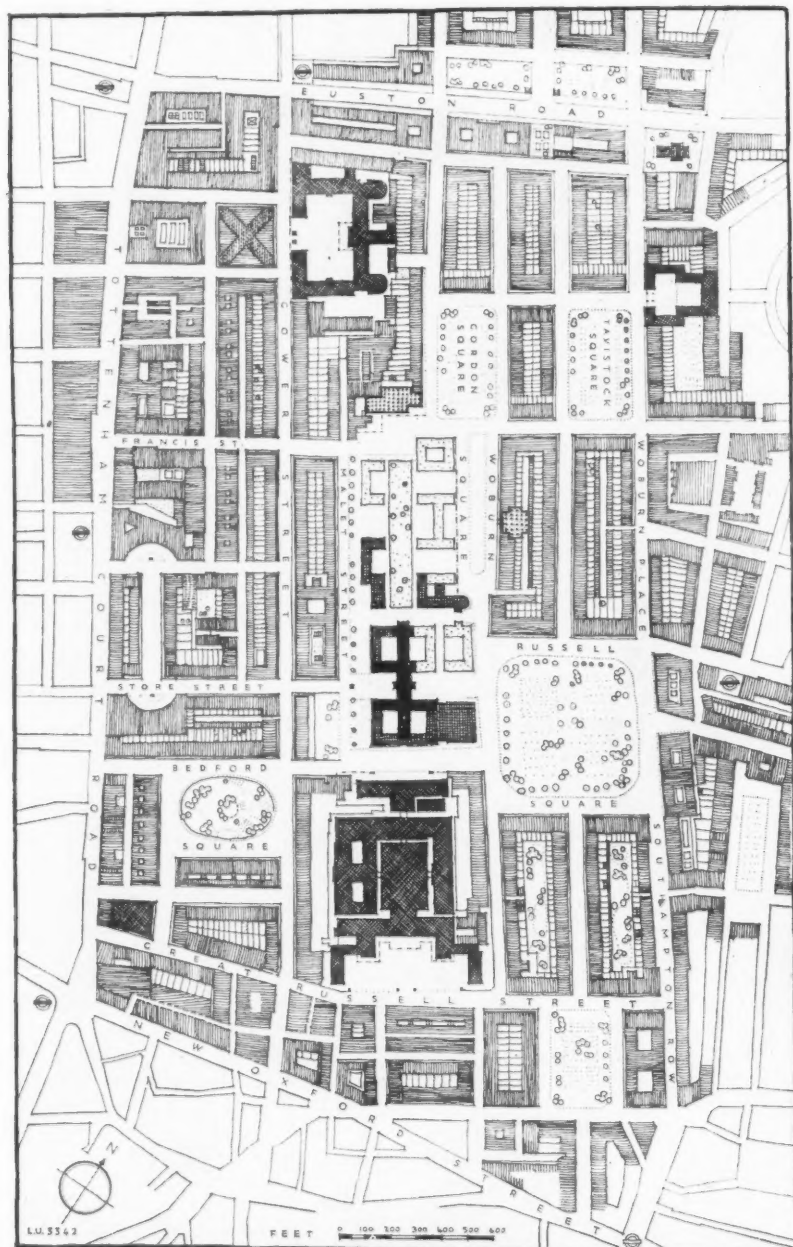 EUSTON ROAD
TOTTENHAM COURT ROAD
GOWER STREET
GORDON SQUARE
TAVISTOCK SQUARE
FRANCIS ST.
MALET STREET
WOBURN SQUARE
WOBURN PLACE
RUSSELL SQUARE
STORE STREET
BEDFORD SQUARE
SOUTHAMPTON ROW
GREAT RUSSELL STREET
NEW OXFORD STREET
N
L.U. 3342
FEET 0 100 200 300 400 500 600